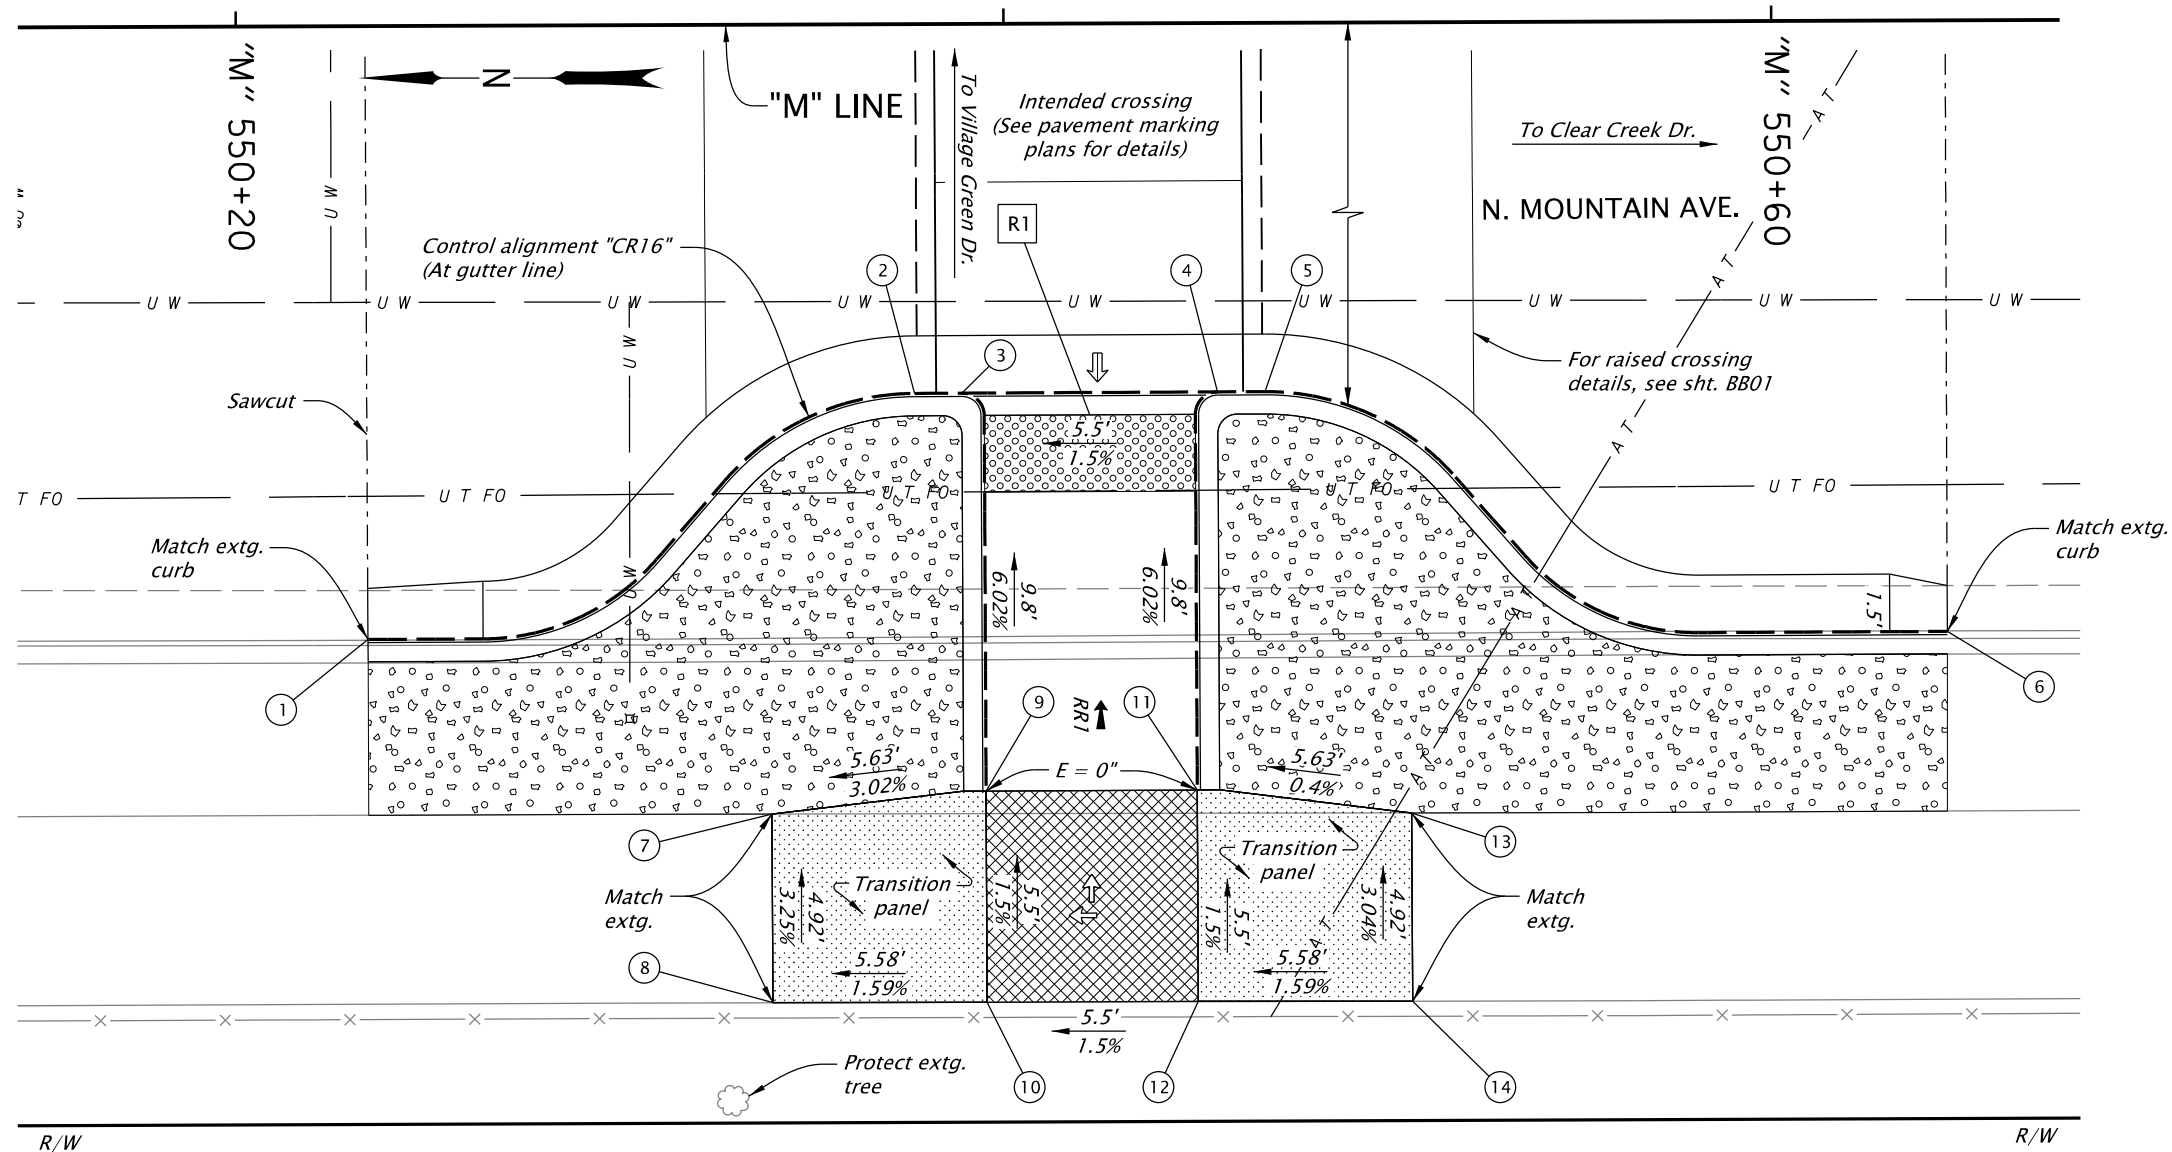 "M" 550+20
"M" LINE
N
To Village Green Dr.
Intended crossing
(See pavement marking
plans for details)
To Clear Creek Dr.
"M" 550+60
N. MOUNTAIN AVE.
A T
A T
A T
A T
A T
A T
A T
U W
U W
Control alignment "CR16"
(At gutter line)
R1
2
4
5
U W
U W
U W
U W
U W
U W
U W
U W
U W
U W
3
For raised crossing
details, see sht. BB01
Sawcut
5.5'
1.5%
T FO
U T FO
U T FO
U T FO
U T FO
Match extg.
curb
Match extg.
curb
9.8'
6.02%
9.8'
6.02%
U W
1.5'
1
9
RR1
11
6
5.63'
3.02%
E = 0"
5.63'
0.4%
7
13
Transition
panel
Transition
panel
Match
extg.
Match
extg.
4.92'
3.25%
5.5'
1.5%
5.5'
1.5%
4.92'
3.04%
8
5.58'
1.59%
5.58'
1.59%
5.5'
1.5%
Protect extg.
tree
10
12
14
R/W
R/W